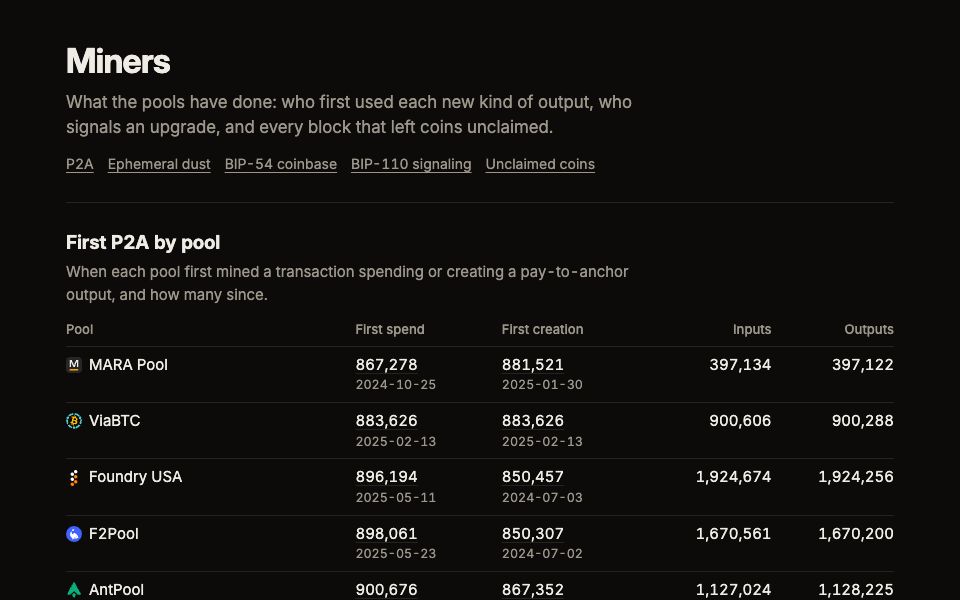 Miners
What the pools have done: who first used each new kind of output, who
signals an upgrade, and every block that left coins unclaimed.
P2A Ephemeral dust BIP-54 coinbase BIP-110 signaling Unclaimed coins
First P2A by pool
When each pool first mined a transaction spending or creating a pay-to-anchor
output, and how many since.
Pool First spend First creation Inputs Outputs
M MARA Pool 867,278 881,521 397,134 397,122
2024-10-25 2025-01-30
ViaBTC 883,626 883,626 900,606 900,288
2025-02-13 2025-02-13
Foundry USA 896,194 850,457 1,924,674 1,924,256
2025-05-11 2024-07-03
F2Pool 898,061 850,307 1,670,561 1,670,200
2025-05-23 2024-07-02
AntPool 900,676 867,352 1,127,024 1,128,225